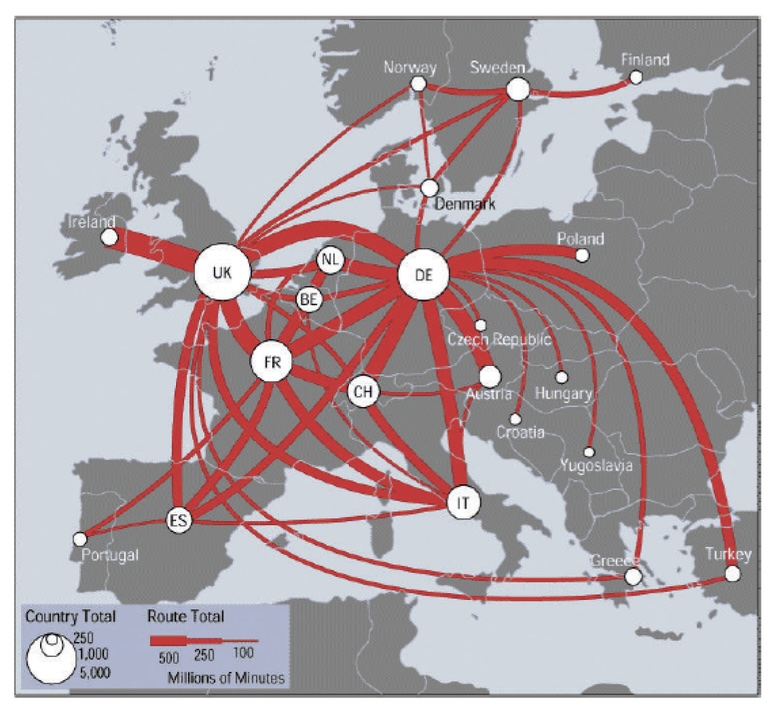 Norway
Sweden
Finland
Denmark
Ireland
Poland
UK
NL
DE
BE
Czech Republic
FR
CH
Austria
Hungary
Croatia
Yugoslavia
IT
ES
Portugal
Greece
Turkey
Country Total
250
1,000
5,000
Route Total
500 250 100
Millions of Minutes